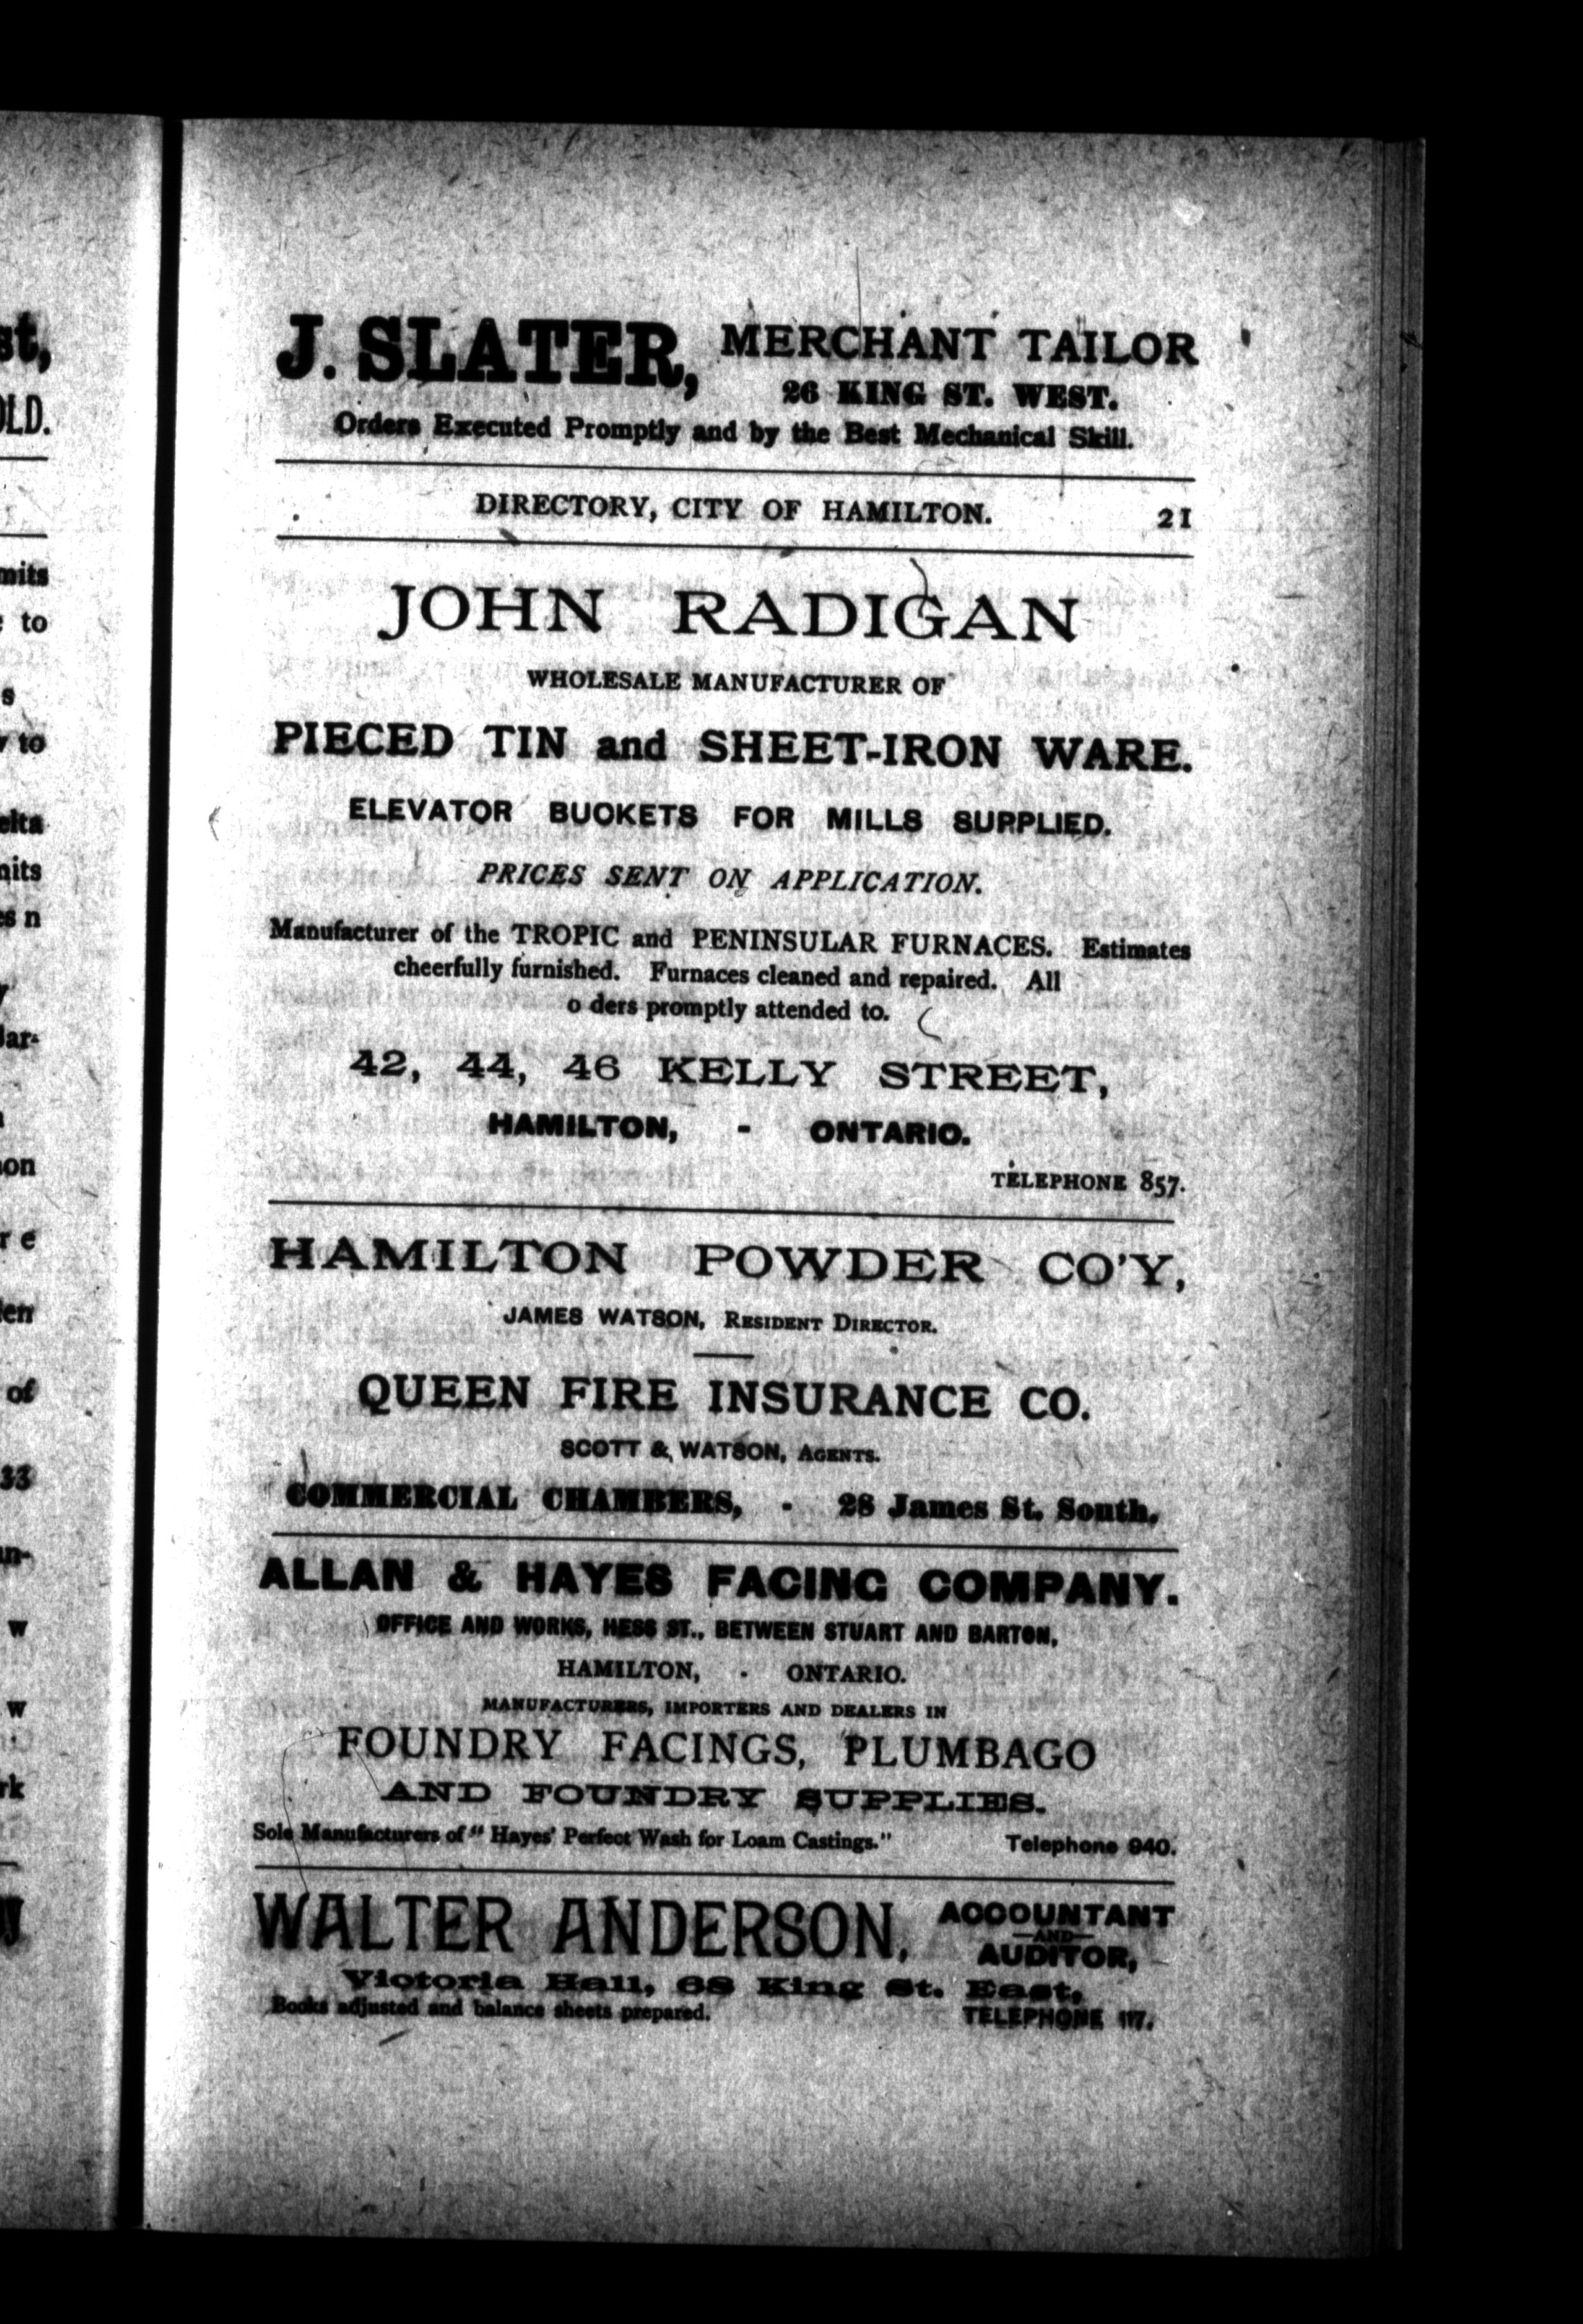 J. SLATER, MERCHANT TAILOR
26 KING ST. WEST.
Orders Executed Promptly and by the Best Mechanical Skill.
DIRECTORY, CITY OF HAMILTON. 21
JOHN RADIGAN
WHOLESALE MANUFACTURER OF
PIECED TIN and SHEET-IRON WARE.
ELEVATOR BUCKETS FOR MILLS SUPPLIED.
PRICES SENT ON APPLICATION.
Manufacturer of the TROPIC and PENINSULAR FURNACES. Estimates
cheerfully furnished. Furnaces cleaned and repaired. All
o ders promptly attended to.
42, 44, 46 KELLY STREET,
HAMILTON, - ONTARIO.
TELEPHONE 857.
HAMILTON POWDER CO'Y,
JAMES WATSON, RESIDENT DIRECTOR.
QUEEN FIRE INSURANCE CO.
SCOTT & WATSON, AGENTS.
COMMERCIAL CHAMBERS, - 28 James St. South.
ALLAN & HAYES FACING COMPANY.
OFFICE AND WORKS, HESS ST., BETWEEN STUART AND BARTON,
HAMILTON, - ONTARIO.
MANUFACTURERS, IMPORTERS AND DEALERS IN
FOUNDRY FACINGS, PLUMBAGO
AND FOUNDRY SUPPLIES.
Sole Manufacturers of "Hayes' Perfect Wash for Loam Castings." Telephone 940.
WALTER ANDERSON, ACCOUNTANT
—AND—
AUDITOR,
Victoria Hall, 68 King St. East,
Books adjusted and balance sheets prepared. TELEPHONE 117.